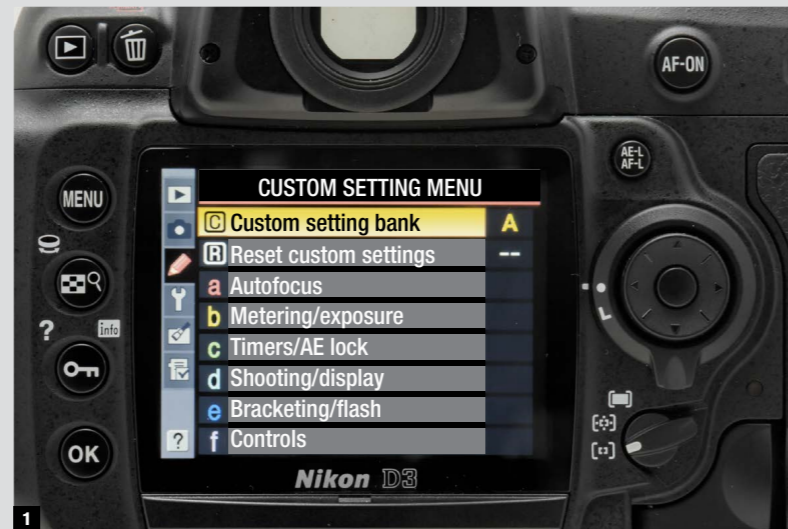 AF-ON
AE-L
AF-L
MENU
CUSTOM SETTING MENU
C Custom setting bank A
R Reset custom settings --
a Autofocus
b Metering/exposure
c Timers/AE lock
d Shooting/display
e Bracketing/flash
f Controls
? info
?
OK
L
Nikon D3
1